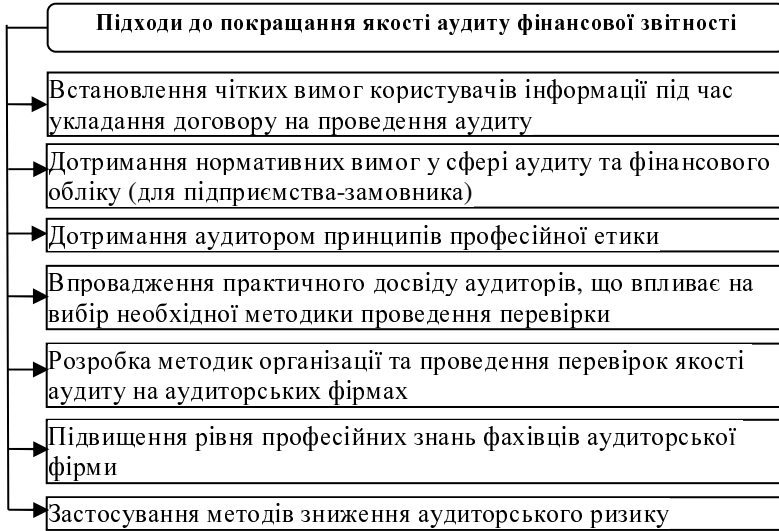 Підходи до покращання якості аудиту фінансової звітності
Встановлення чітких вимог користувачів інформації під час
укладання договору на проведення аудиту
Дотримання нормативних вимог у сфері аудиту та фінансового
обліку (для підприємства-замовника)
Дотримання аудитором принципів професійної етики
Впровадження практичного досвіду аудиторів, що впливає на
вибір необхідної методики проведення перевірки
Розробка методик організації та проведення перевірок якості
аудиту на аудиторських фірмах
Підвищення рівня професійних знань фахівців аудиторської
фірми
Застосування методів зниження аудиторського ризику